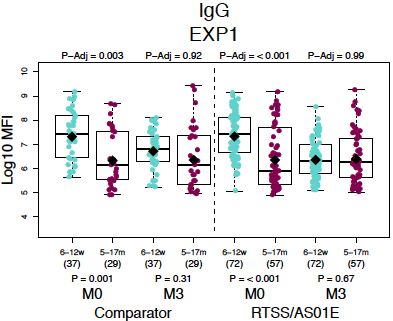 IgG
EXP1
P–Adj = 0.003 P–Adj = 0.92 P–Adj = < 0.001 P–Adj = 0.99
Log10 MFI
10
9
8
7
6
5
4
6–12w 5–17m 6–12w 5–17m 6–12w 5–17m 6–12w 5–17m
(37) (29) (37) (29) (72) (57) (72) (57)
P = 0.001 P = 0.31 P = < 0.001 P = 0.67
M0 M3 M0 M3
Comparator RTSS/AS01E